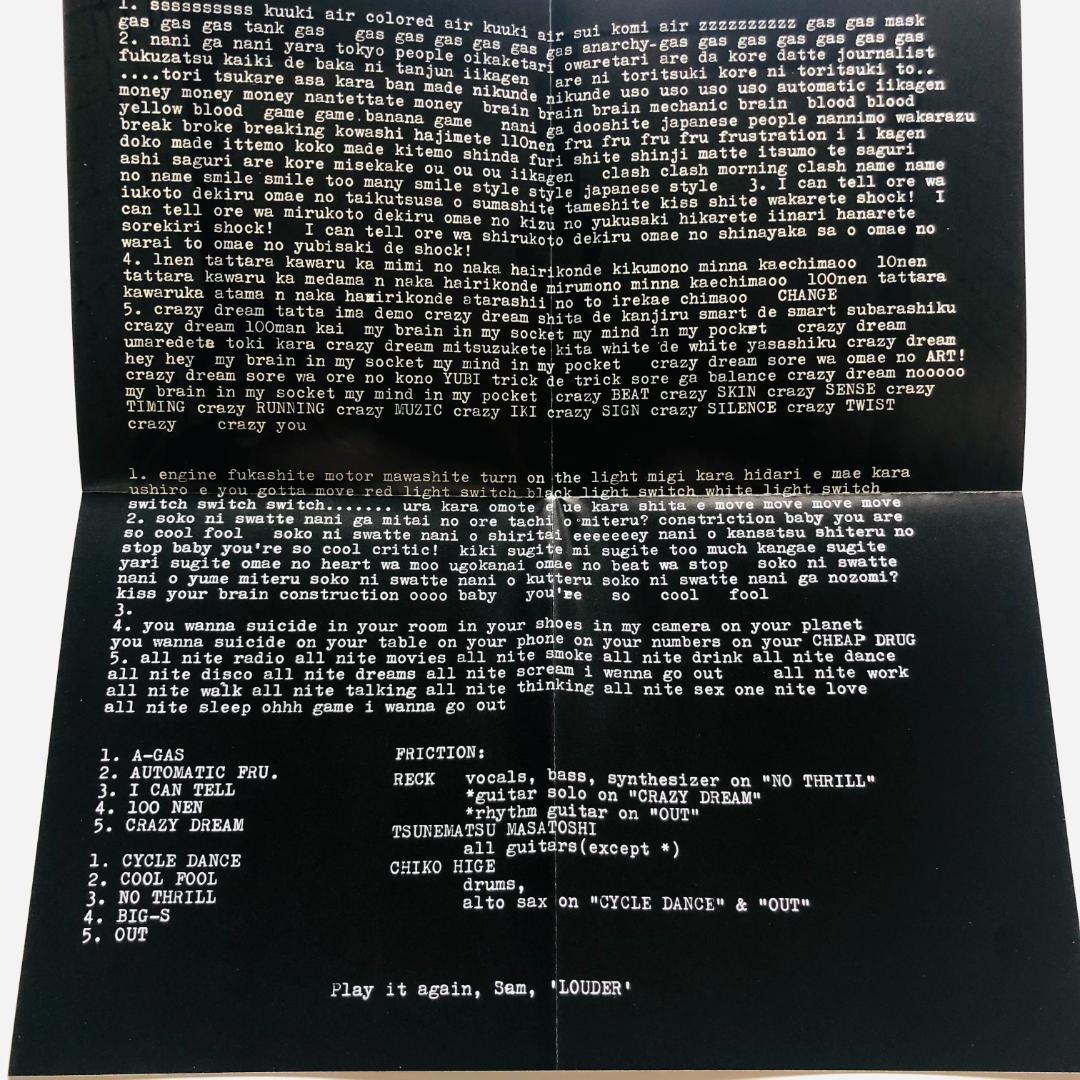 1. ssssssssss kuuki air colored air kuuki air sui komi air zzzzzzzzzz gas gas mask
gas gas gas tank gas gas gas gas gas gas gas gas anarchy-gas gas gas gas gas gas gas gas
2. nani ga nani yara tokyo people oikaketari owaretari are da kore datte journalist
fukuzatsu kaiki de baka ni tanjun iikagen are ni toritsuki kore ni toritsuki to..
....tori tsukare asa kara ban made nikunde nikunde uso uso uso uso automatic iikagen
money money money nantettate money brain brain brain brain mechanic brain blood blood
yellow blood game game.banana game nani ga dooshite japanese people nannimo wakarazu
break broke breaking kowashi hajimete 110nen fru fru fru fru frustration i i kagen
doko made ittemo koko made kitemo shinda furi shite shinji matte itsumo te saguri
ashi saguri are kore misekake ou ou ou iikagen clash clash morning clash name name
no name smile smile too many smile style style japanese style 3. I can tell ore wa
iukoto dekiru omae no taikutsusa o sumashite tameshite kiss shite wakarete shock! I
can tell ore wa mirukoto dekiru omae no kizu no yukusaki hikarete iinari hanarete
sorekiri shock! I can tell ore wa shirukoto dekiru omae no shinayaka sa o omae no
warai to omae no yubisaki de shock!
4. 1nen tattara kawaru ka mimi no naka hairikonde kikumono minna kaechimaoo 10nen
tattara kawaru ka medama n naka hairikonde mirumono minna kaechimaoo 100nen tattara
kawaruka atama n naka hairikonde atarashii no to irekae chimaoo CHANGE
5. crazy dream tatta ima demo crazy dream shita de kanjiru smart de smart subarashiku
crazy dream 100man kai my brain in my socket my mind in my pocket crazy dream
umaredete toki kara crazy dream mitsuzukete kita white de white yasashiku crazy dream
hey hey my brain in my socket my mind in my pocket crazy dream sore wa omae no ART!
crazy dream sore wa ore no kono YUBI trick de trick sore ga balance crazy dream nooooo
my brain in my socket my mind in my pocket crazy BEAT crazy SKIN crazy SENSE crazy
TIMING crazy RUNNING crazy MUZIC crazy IKI crazy SIGN crazy SILENCE crazy TWIST
crazy crazy you
1. engine fukashite motor mawashite turn on the light migi kara hidari e mae kara
ushiro e you gotta move red light switch black light switch white light switch
switch switch switch....... ura kara omote e ue kara shita e move move move move
2. soko ni swatte nani ga mitai no ore tachi o miteru? constriction baby you are
so cool fool soko ni swatte nani o shiritai eeeeeeey nani o kansatsu shiteru no
stop baby you're so cool critic! kiki sugite mi sugite too much kangae sugite
yari sugite omae no heart wa moo ugokanai omae no beat wa stop soko ni swatte
nani o yume miteru soko ni swatte nani o kutteru soko ni swatte nani ga nozomi?
kiss your brain construction oooo baby you're so cool fool
3.
4. you wanna suicide in your room in your shoes in my camera on your planet
you wanna suicide on your table on your phone on your numbers on your CHEAP DRUG
5. all nite radio all nite movies all nite smoke all nite drink all nite dance
all nite disco all nite dreams all nite scream i wanna go out all nite work
all nite walk all nite talking all nite thinking all nite sex one nite love
all nite sleep ohhh game i wanna go out
1. A-GAS
2. AUTOMATIC FRU.
3. I CAN TELL
4. 100 NEN
5. CRAZY DREAM
1. CYCLE DANCE
2. COOL FOOL
3. NO THRILL
4. BIG-S
5. OUT
FRICTION:
RECK vocals, bass, synthesizer on "NO THRILL"
*guitar solo on "CRAZY DREAM"
*rhythm guitar on "OUT"
TSUNEMATSU MASATOSHI
all guitars(except *)
CHIKO HIGE
drums,
alto sax on "CYCLE DANCE" & "OUT"
Play it again, Sam, 'LOUDER'